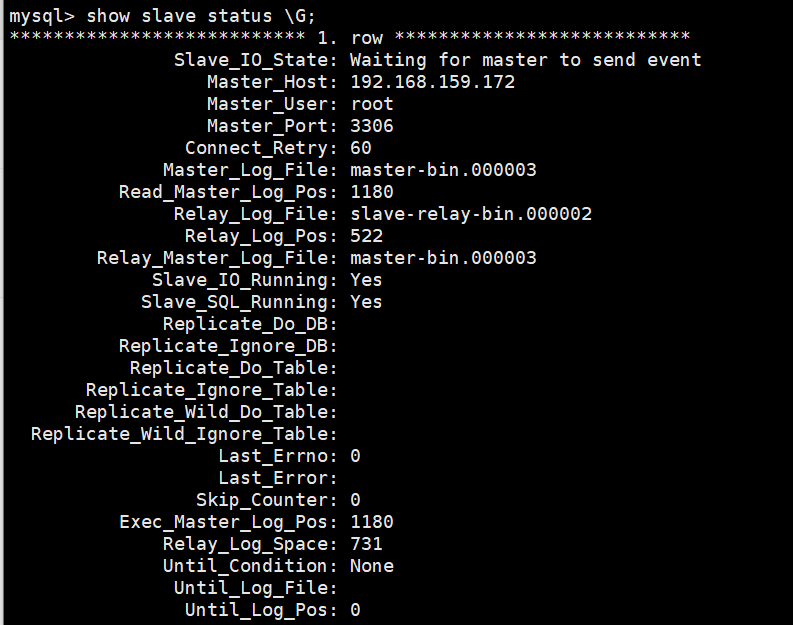 mysql> show slave status \G;
*************************** 1. row ***************************
Slave_IO_State: Waiting for master to send event
Master_Host: 192.168.159.172
Master_User: root
Master_Port: 3306
Connect_Retry: 60
Master_Log_File: master-bin.000003
Read_Master_Log_Pos: 1180
Relay_Log_File: slave-relay-bin.000002
Relay_Log_Pos: 522
Relay_Master_Log_File: master-bin.000003
Slave_IO_Running: Yes
Slave_SQL_Running: Yes
Replicate_Do_DB:
Replicate_Ignore_DB:
Replicate_Do_Table:
Replicate_Ignore_Table:
Replicate_Wild_Do_Table:
Replicate_Wild_Ignore_Table:
Last_Errno: 0
Last_Error:
Skip_Counter: 0
Exec_Master_Log_Pos: 1180
Relay_Log_Space: 731
Until_Condition: None
Until_Log_File:
Until_Log_Pos: 0